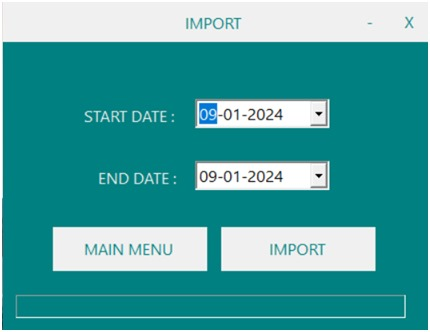 IMPORT - X
START DATE : 09-01-2024
END DATE : 09-01-2024
MAIN MENU IMPORT